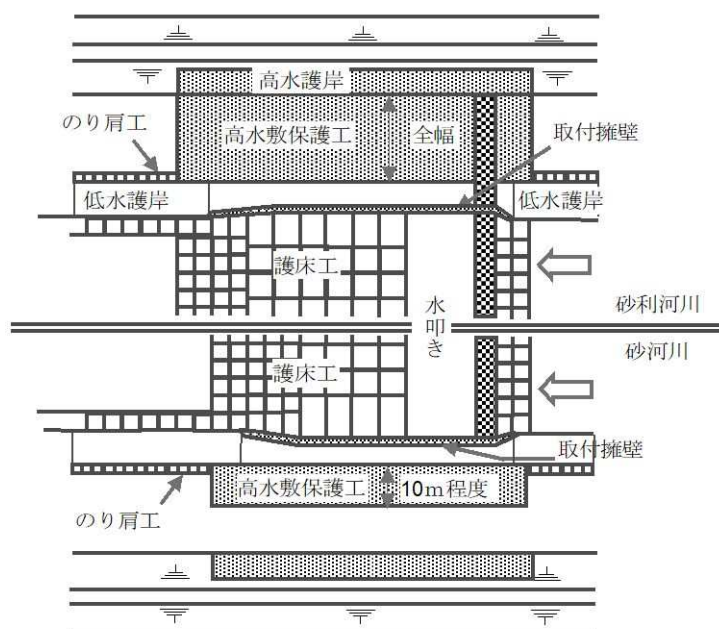 高水護岸
のり肩工
高水敷保護工
全幅
取付擁壁
低水護岸
低水護岸
護床工
水叩き
砂利河川
砂河川
護床工
取付擁壁
高水敷保護工
10m程度
のり肩工